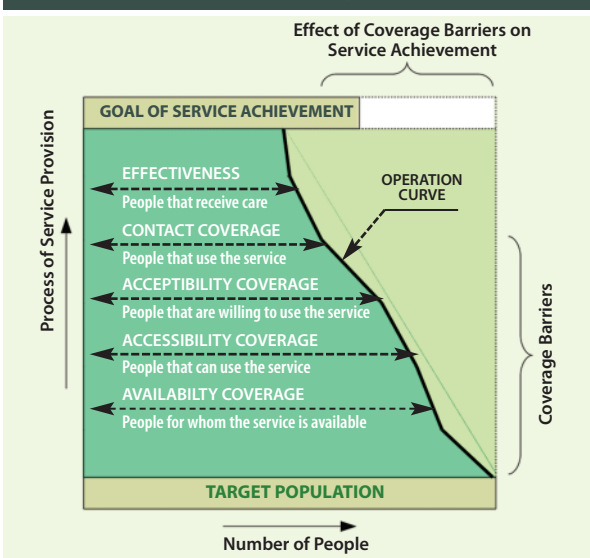 Effect of Coverage Barriers on
Service Achievement
GOAL OF SERVICE ACHIEVEMENT
Process of Service Provision
EFFECTIVENESS
People that receive care
OPERATION
CURVE
CONTACT COVERAGE
People that use the service
ACCEPTIBILITY COVERAGE
People that are willing to use the service
ACCESSIBILITY COVERAGE
People that can use the service
AVAILABILTY COVERAGE
People for whom the service is available
Coverage Barriers
TARGET POPULATION
Number of People